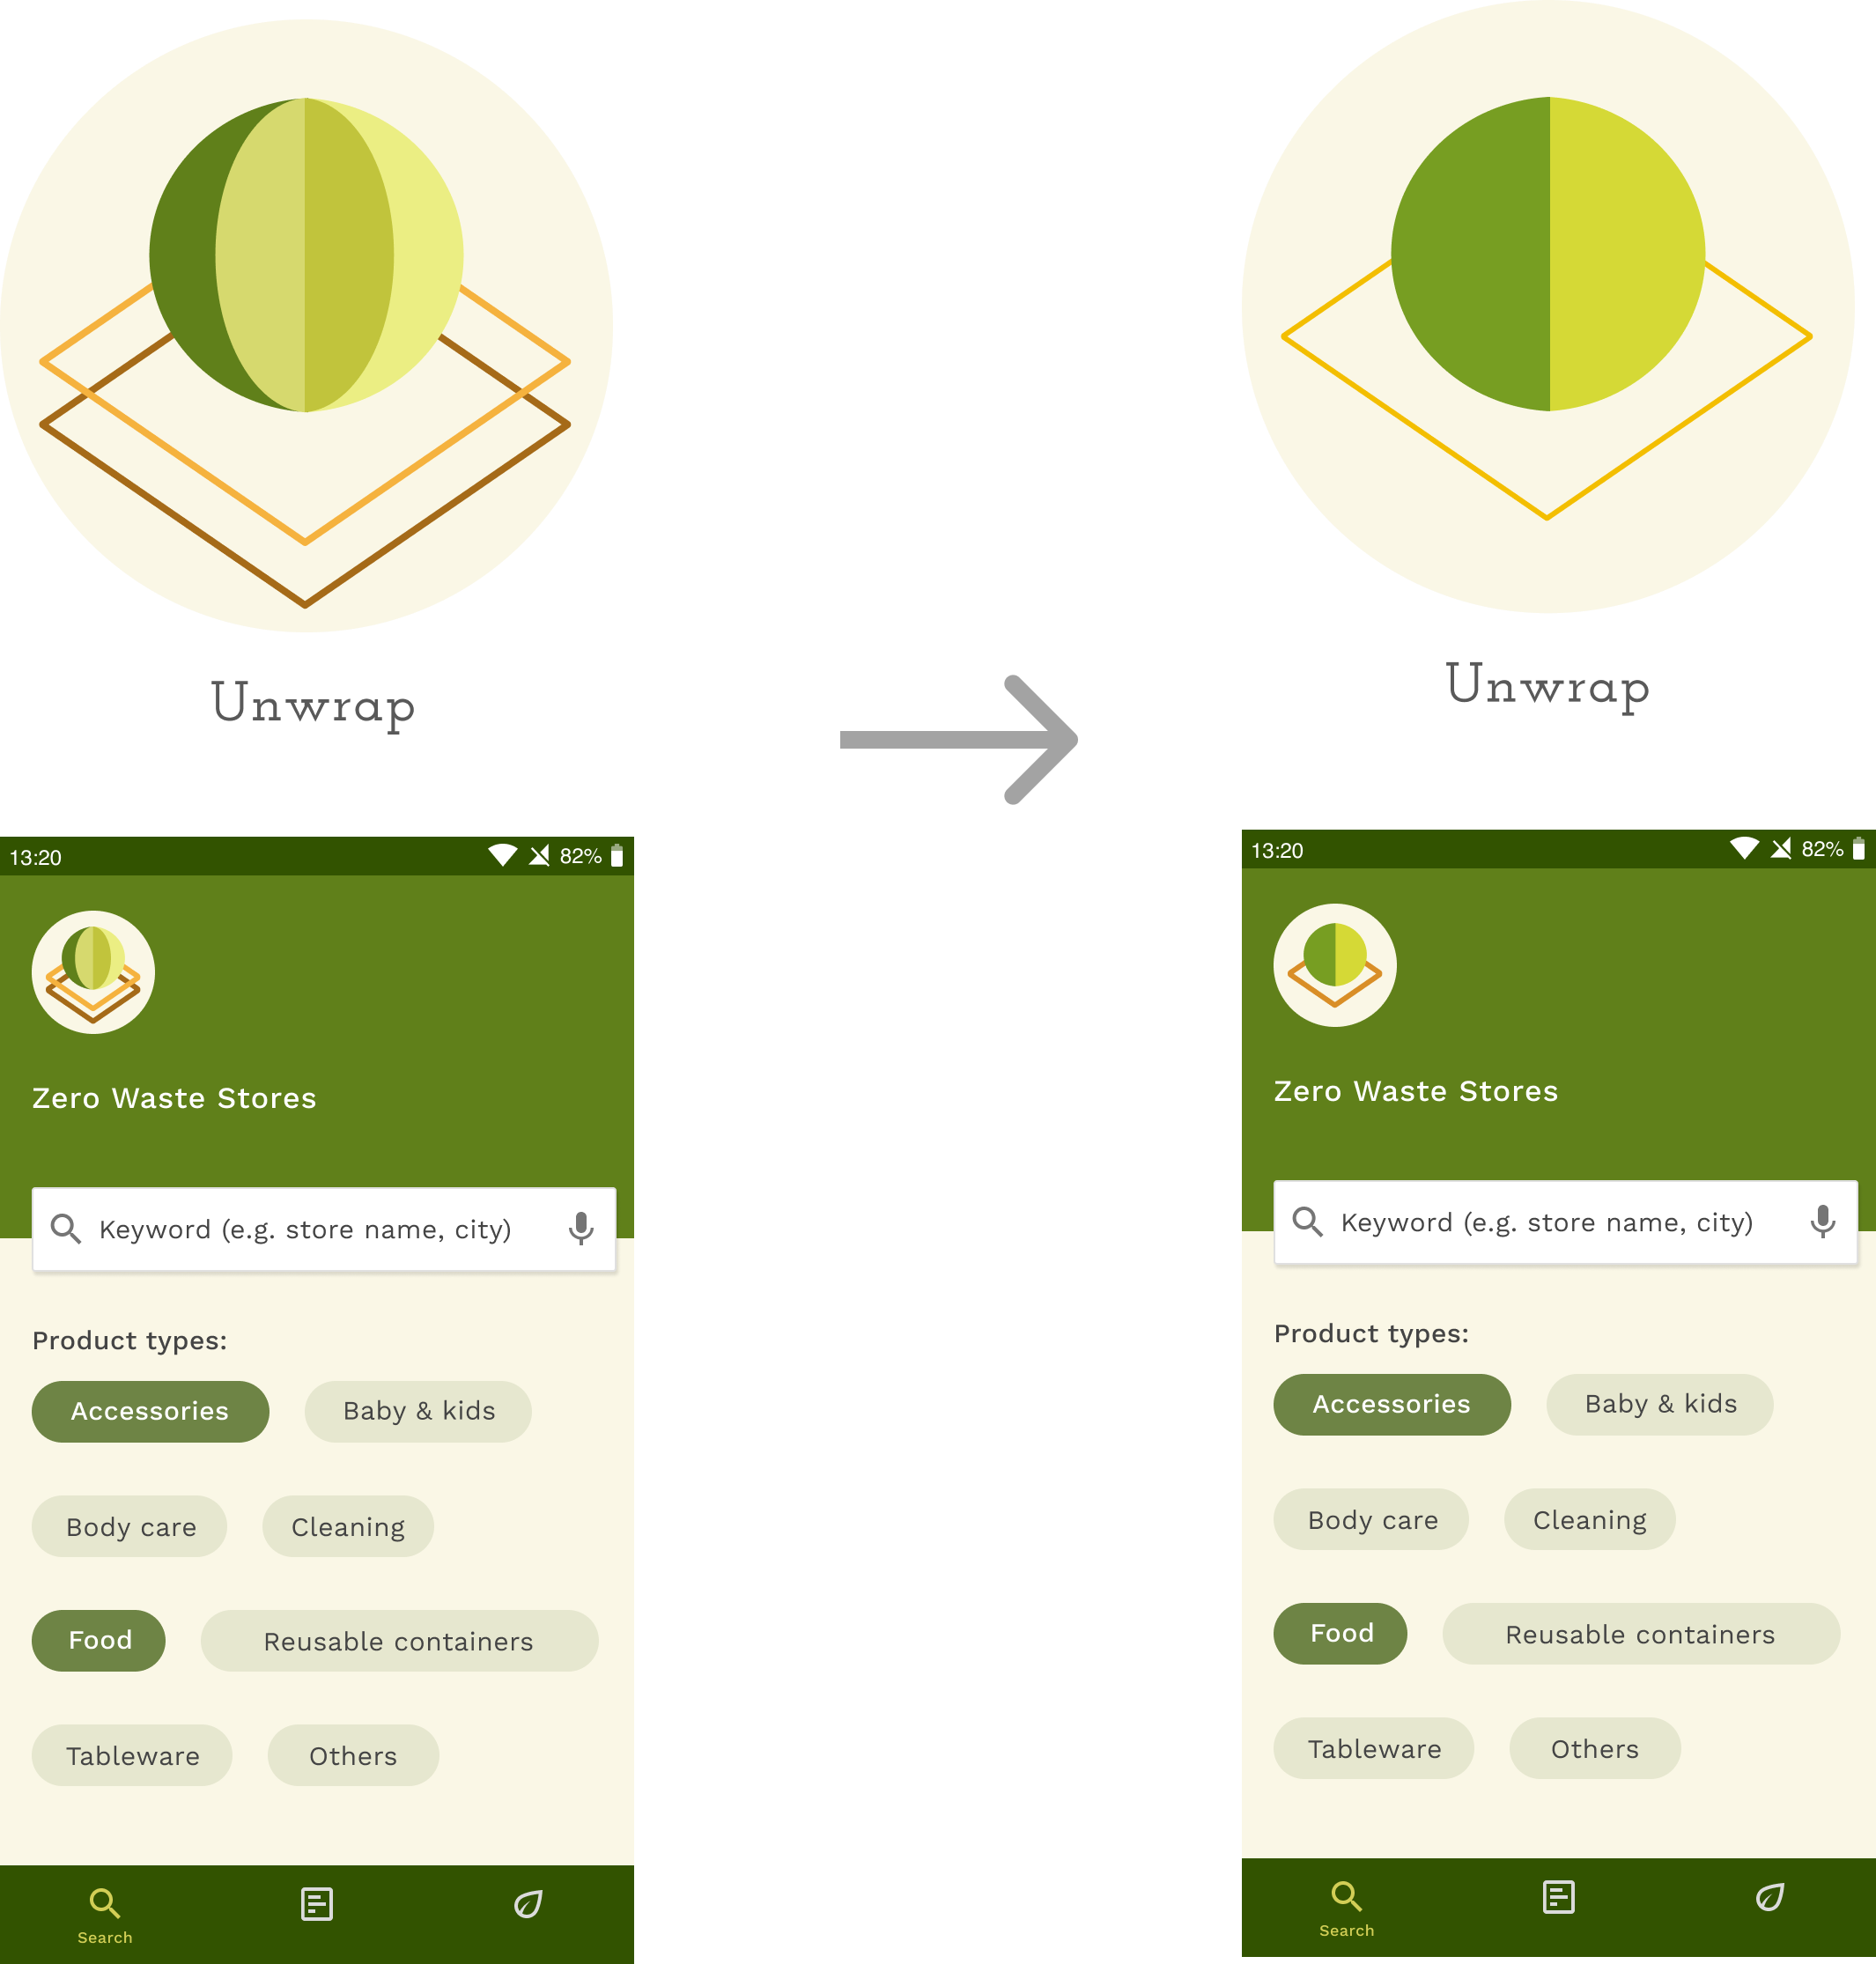 Unwrap
13:20 82%
Zero Waste Stores
Keyword (e.g. store name, city)
Product types:
Accessories Baby & kids
Body care Cleaning
Food Reusable containers
Tableware Others
Search
Unwrap
13:20 82%
Zero Waste Stores
Keyword (e.g. store name, city)
Product types:
Accessories Baby & kids
Body care Cleaning
Food Reusable containers
Tableware Others
Search